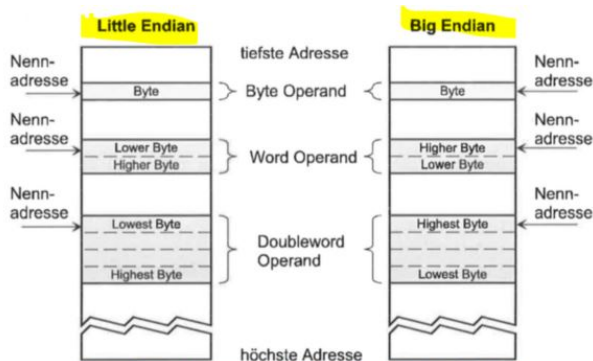 Little Endian
Big Endian
tiefste Adresse
Nenn-
adresse
Byte
Byte Operand
Byte
Nenn-
adresse
Nenn-
adresse
Lower Byte
Higher Byte
Word Operand
Higher Byte
Lower Byte
Nenn-
adresse
Nenn-
adresse
Lowest Byte
Highest Byte
Doubleword
Operand
Highest Byte
Lowest Byte
Nenn-
adresse
höchste Adresse